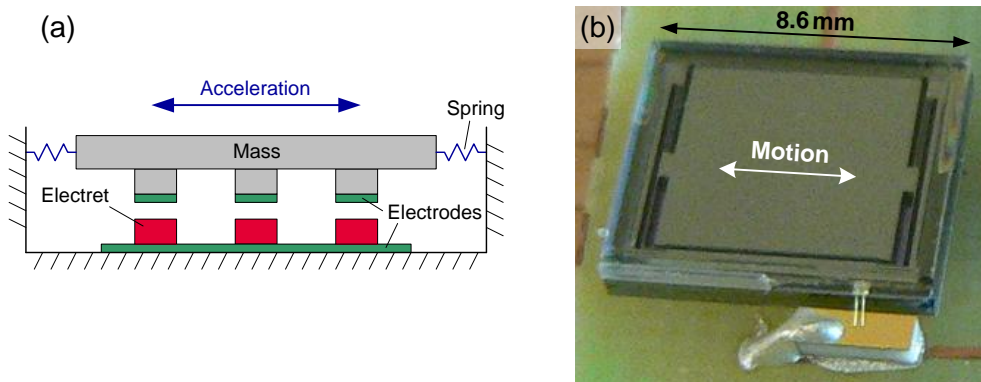 (a)
Acceleration
Spring
Mass
Electret
Electrodes
(b)
8.6 mm
Motion